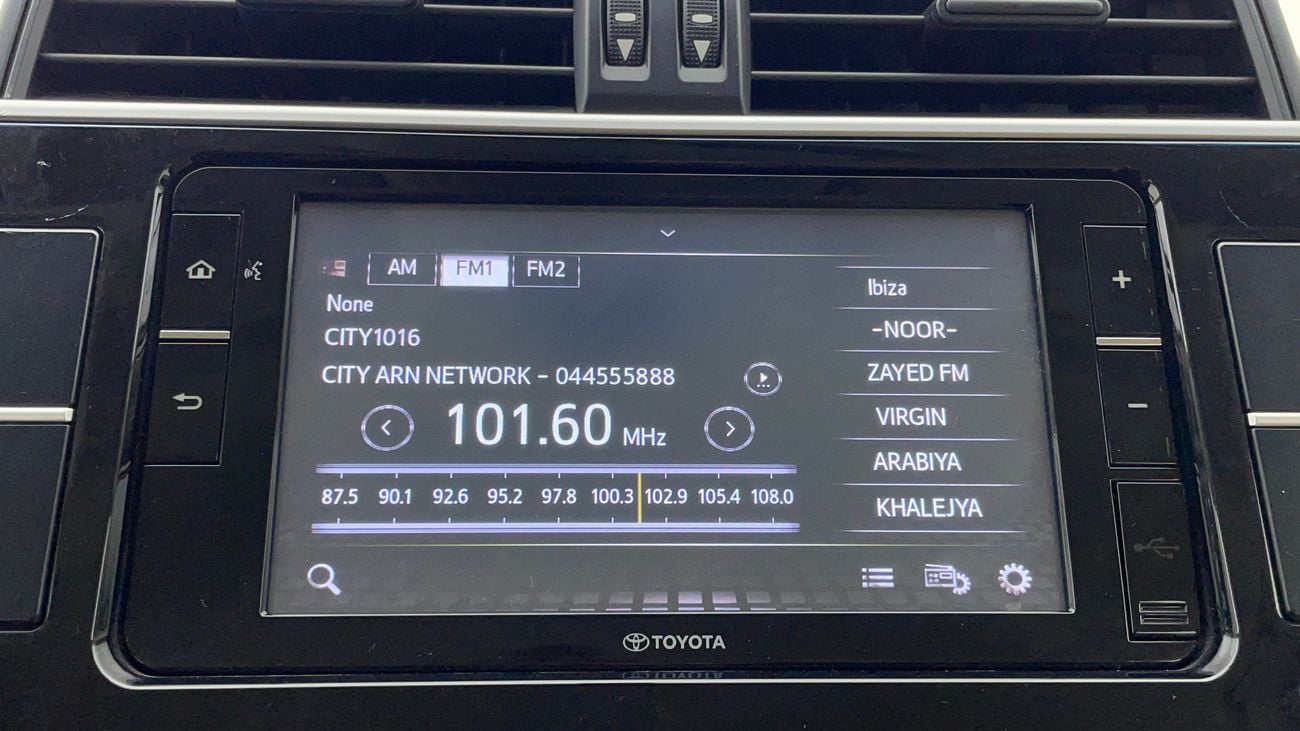 AM FM1 FM2
None
CITY1016
CITY ARN NETWORK - 044555888
101.60 MHz
87.5 90.1 92.6 95.2 97.8 100.3 102.9 105.4 108.0
Ibiza
-NOOR-
ZAYED FM
VIRGIN
ARABIYA
KHALEJYA
+
-
TOYOTA